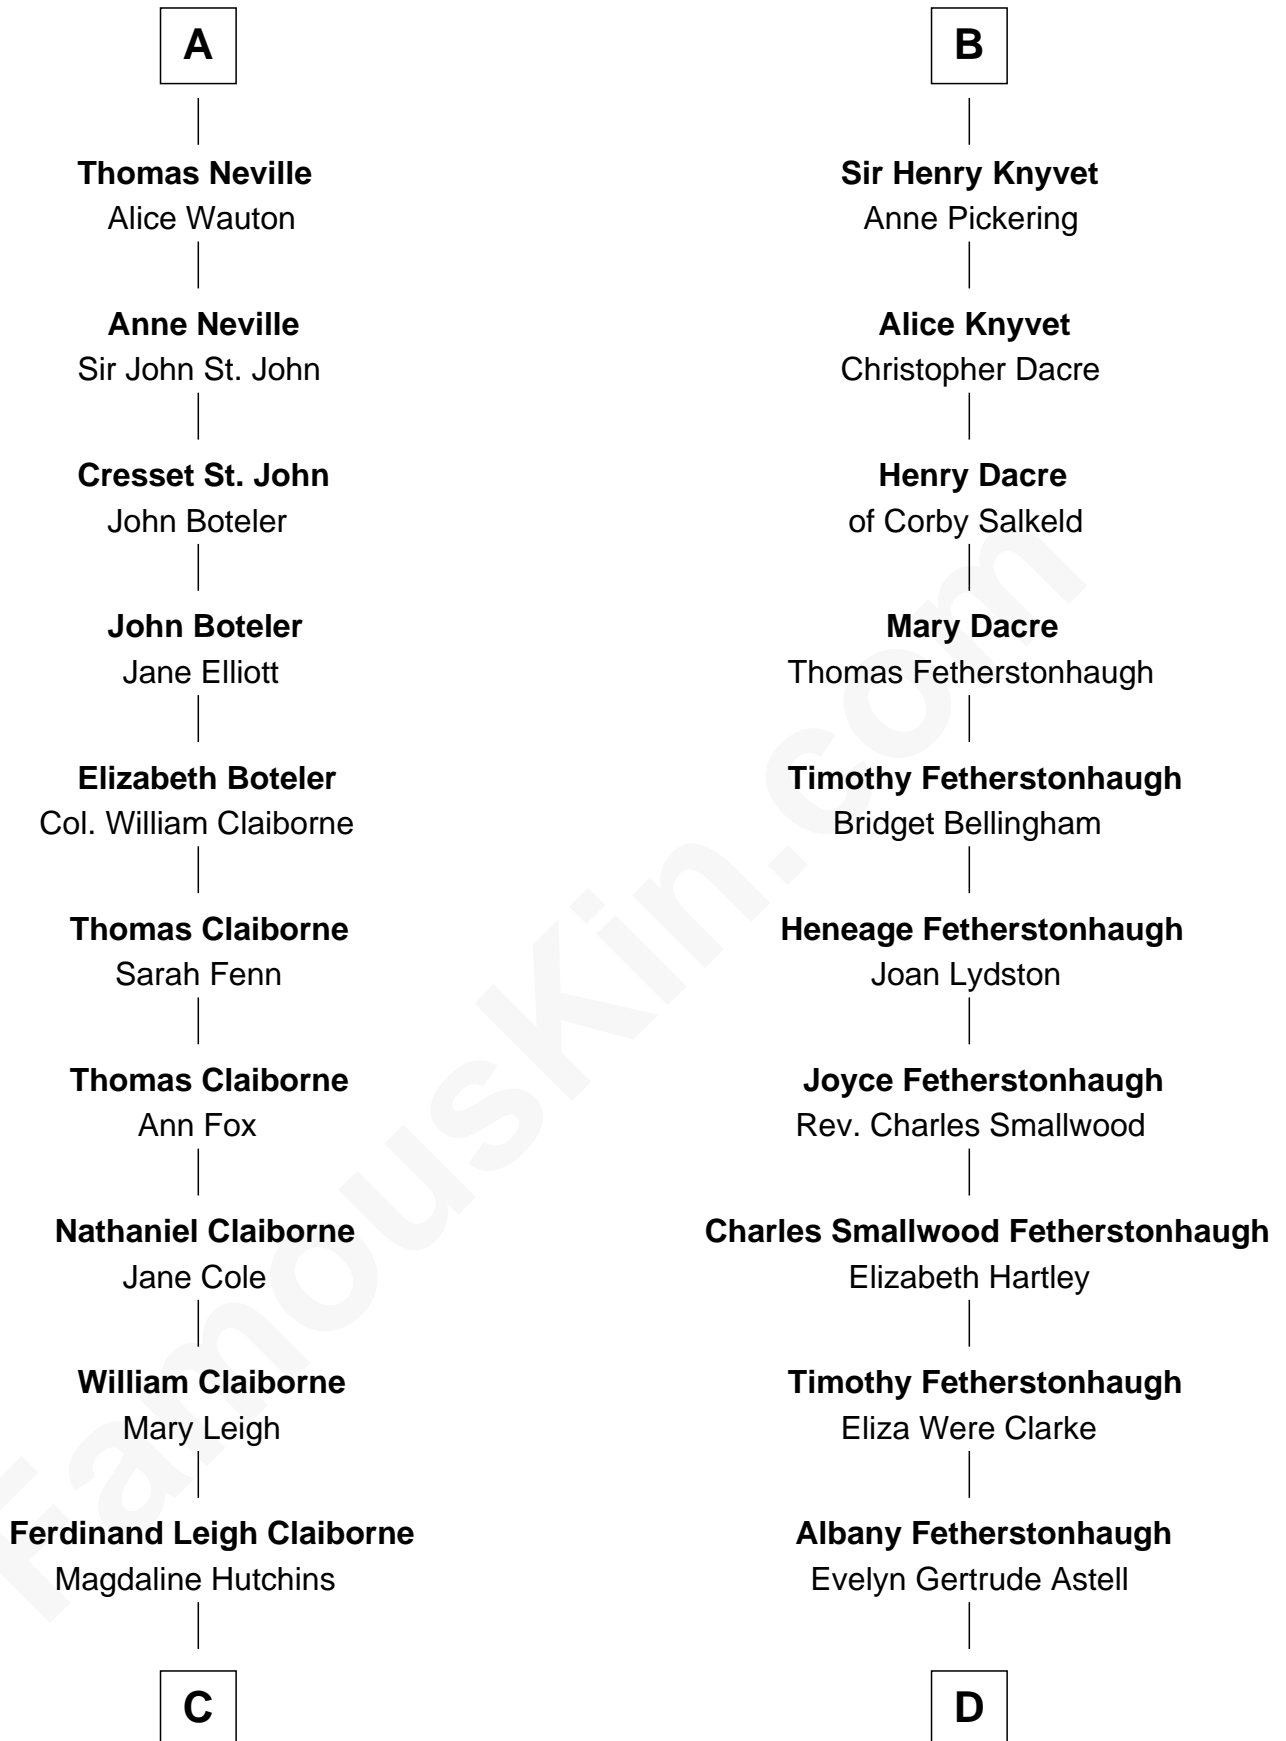 A
Thomas Neville
Alice Wauton
Anne Neville
Sir John St. John
Cresset St. John
John Boteler
John Boteler
Jane Elliott
Elizabeth Boteler
Col. William Claiborne
Thomas Claiborne
Sarah Fenn
Thomas Claiborne
Ann Fox
Nathaniel Claiborne
Jane Cole
William Claiborne
Mary Leigh
Ferdinand Leigh Claiborne
Magdaline Hutchins
C
B
Sir Henry Knyvet
Anne Pickering
Alice Knyvet
Christopher Dacre
Henry Dacre
of Corby Salkeld
Mary Dacre
Thomas Fetherstonhaugh
Timothy Fetherstonhaugh
Bridget Bellingham
Heneage Fetherstonhaugh
Joan Lydston
Joyce Fetherstonhaugh
Rev. Charles Smallwood
Charles Smallwood Fetherstonhaugh
Elizabeth Hartley
Timothy Fetherstonhaugh
Eliza Were Clarke
Albany Fetherstonhaugh
Evelyn Gertrude Astell
D
FamousKin.com